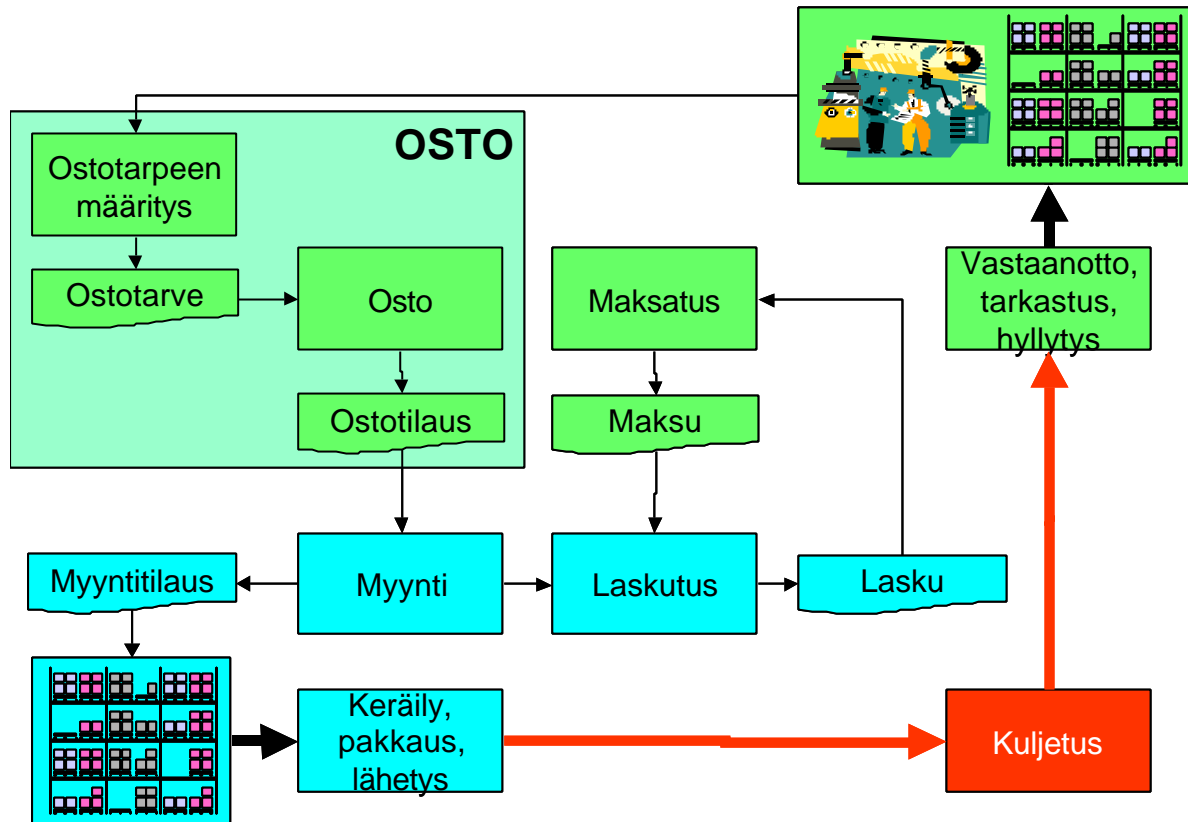 OSTO
Ostotarpeen
määritys
Ostotarve
Osto
Maksatus
Vastaanotto,
tarkastus,
hyllytys
Ostotilaus
Maksu
Myyntitilaus
Myynti
Laskutus
Lasku
Keräily,
pakkaus,
lähetys
Kuljetus